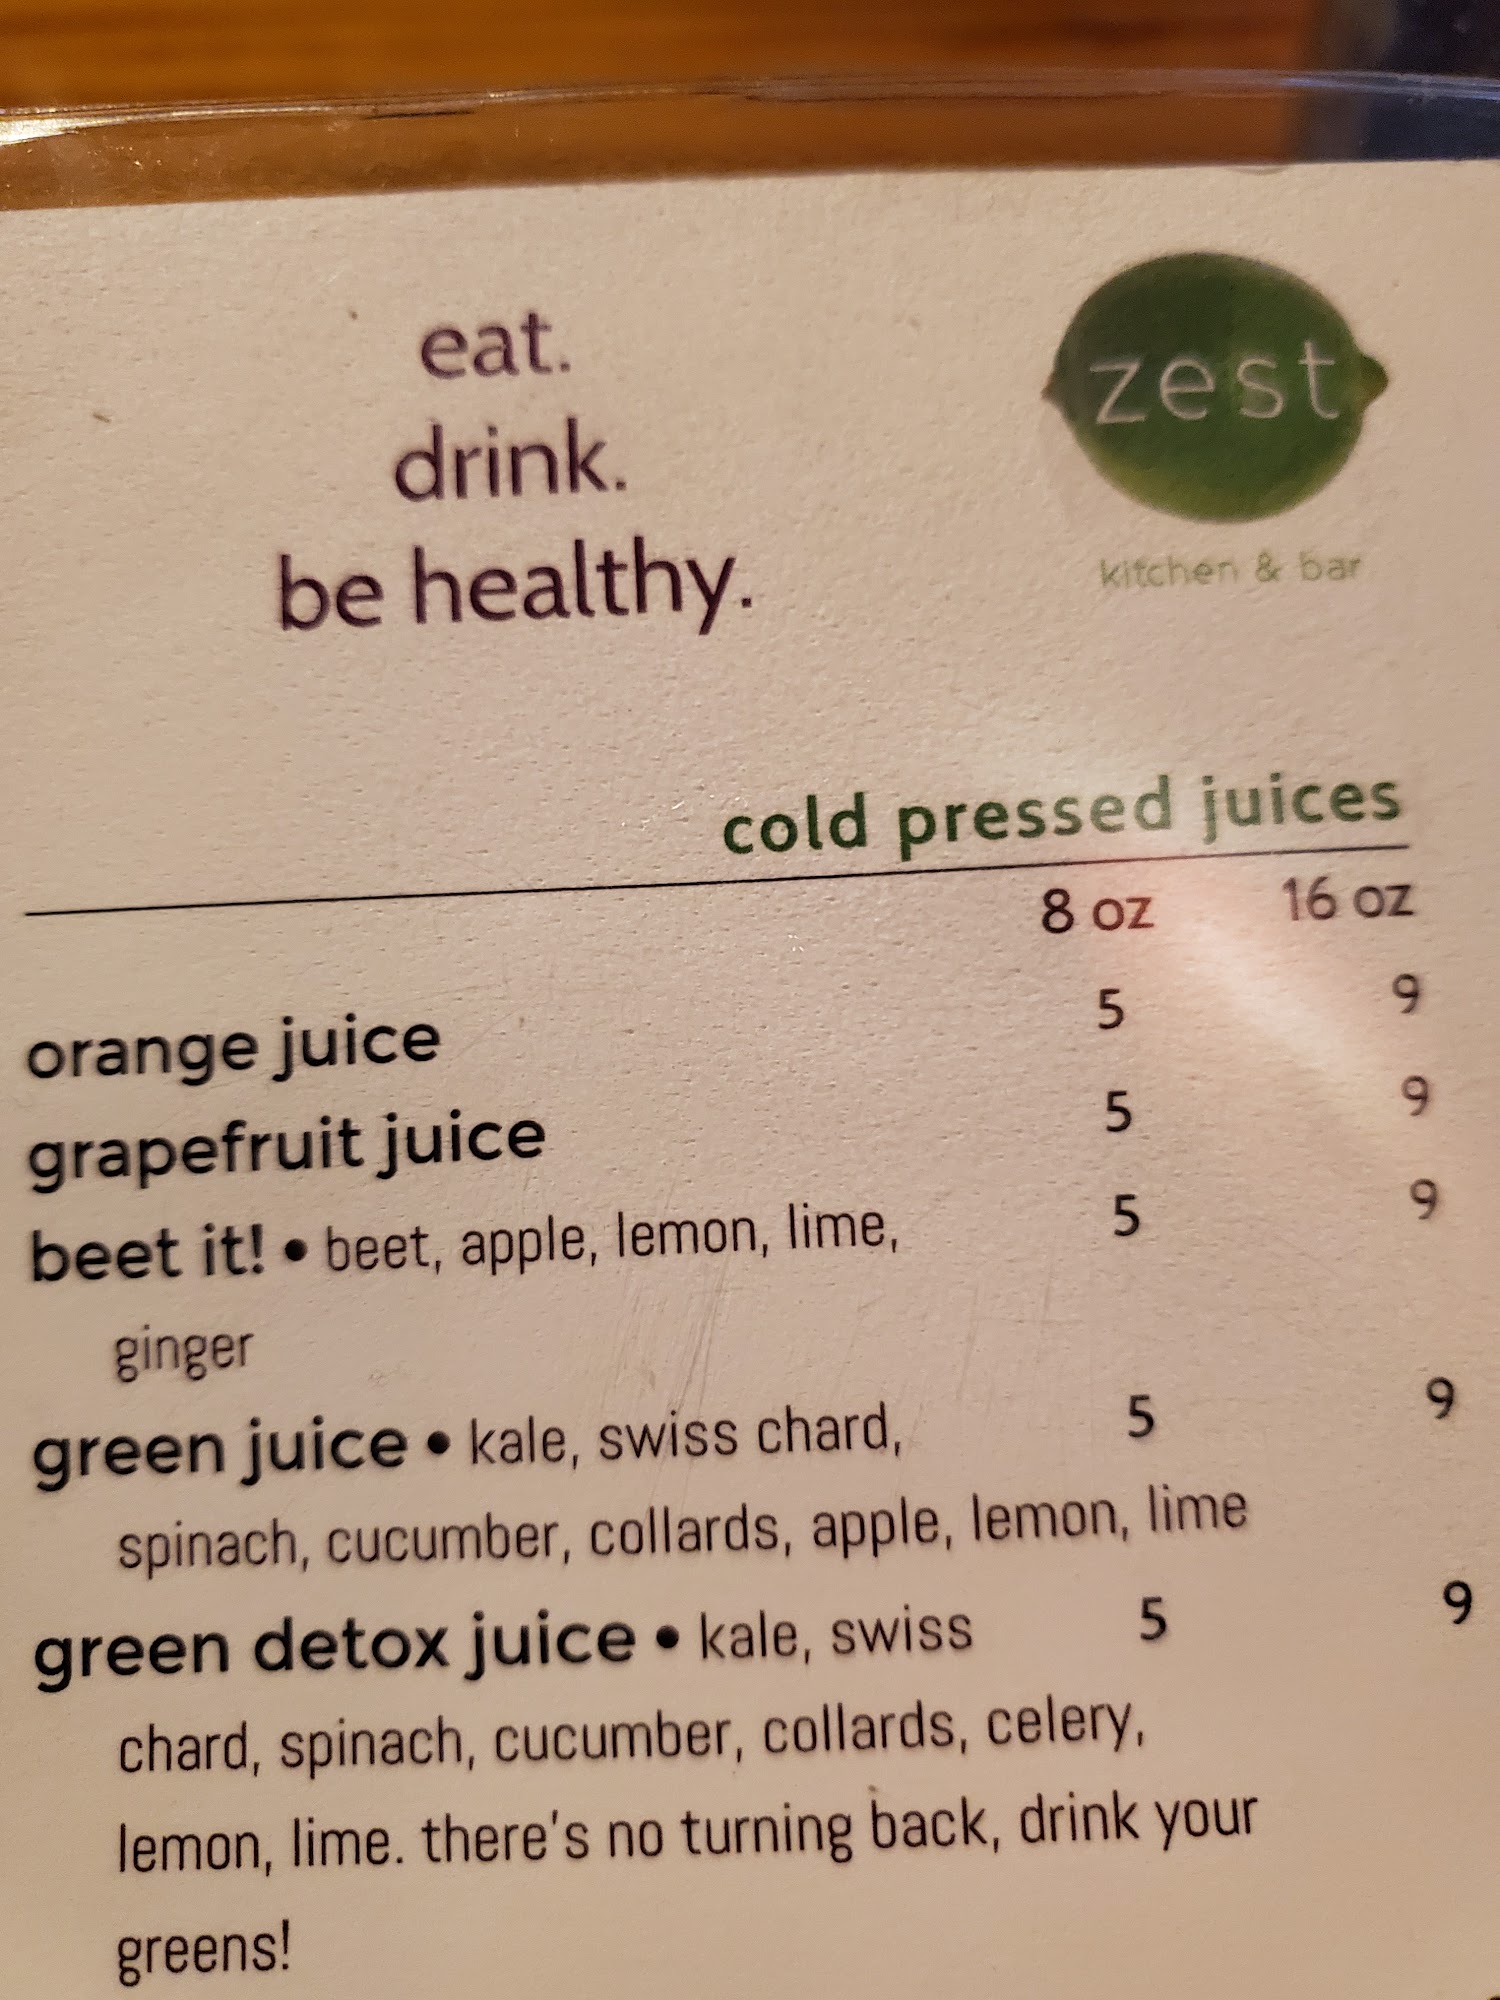 eat.
drink.
be healthy.
zest
kitchen & bar
cold pressed juices
8 oz 16 oz
orange juice 5 9
grapefruit juice 5 9
beet it! • beet, apple, lemon, lime, 5 9
ginger
green juice • kale, swiss chard, 5 9
spinach, cucumber, collards, apple, lemon, lime
green detox juice • kale, swiss 5 9
chard, spinach, cucumber, collards, celery,
lemon, lime. there's no turning back, drink your
greens!